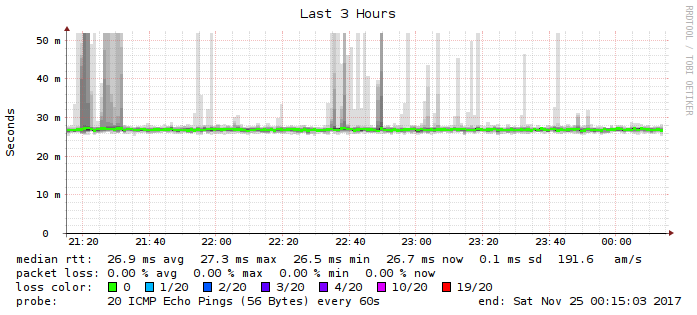 Last 3 Hours
RRDTOOL / TOBI OETIKER
Seconds
50 m
40 m
30 m
20 m
10 m
0
21:20 21:40 22:00 22:20 22:40 23:00 23:20 23:40 00:00
median rtt: 26.9 ms avg 27.3 ms max 26.5 ms min 26.7 ms now 0.1 ms sd 191.6 am/s
packet loss: 0.00 % avg 0.00 % max 0.00 % min 0.00 % now
loss color: 0 1/20 2/20 3/20 4/20 10/20 19/20
probe: 20 ICMP Echo Pings (56 Bytes) every 60s end: Sat Nov 25 00:15:03 2017